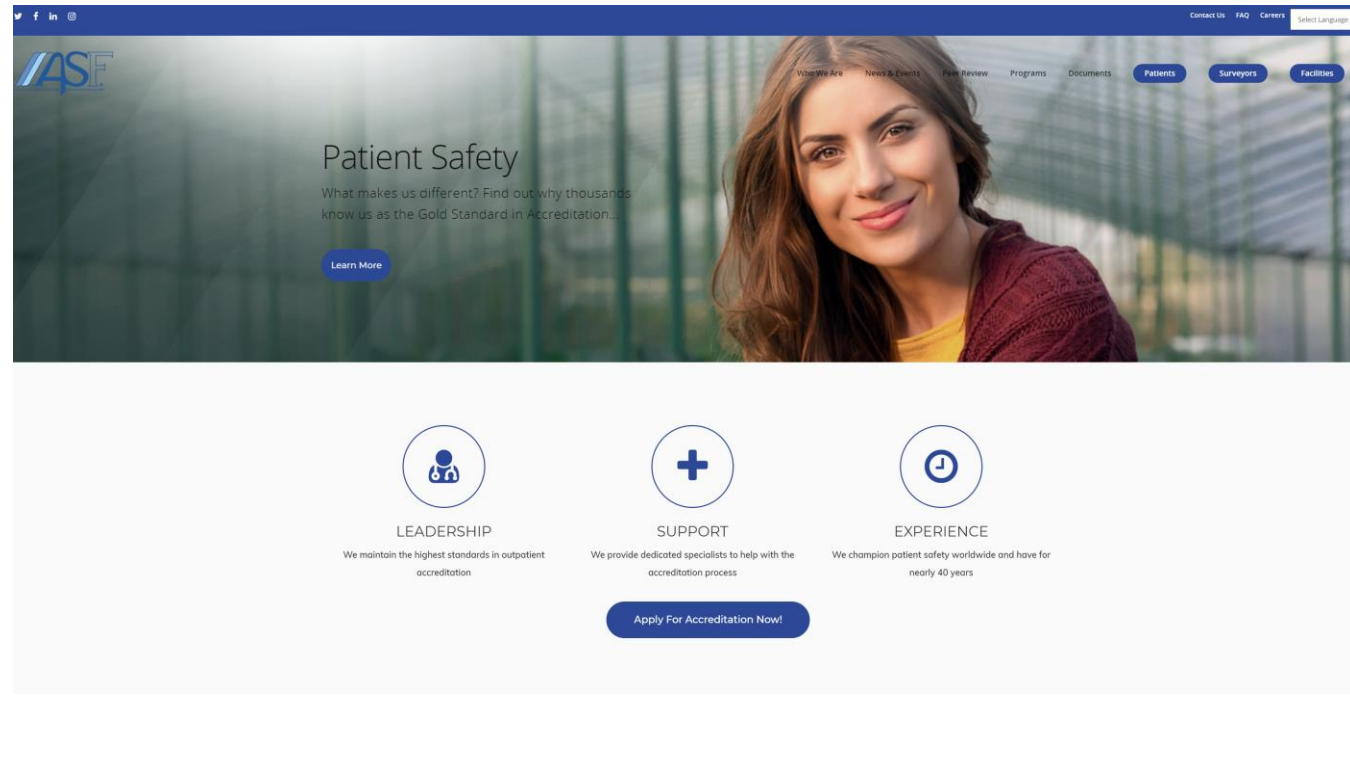 Contact Us FAQ Careers Select Language
Who We Are News & Events Peer Review Programs Documents Patients Surveyors Facilities
Patient Safety
What makes us different? Find out why thousands
know us as the Gold Standard in Accreditation...
Learn More
LEADERSHIP
We maintain the highest standards in outpatient
accreditation
SUPPORT
We provide dedicated specialists to help with the
accreditation process
EXPERIENCE
We champion patient safety worldwide and have for
nearly 40 years
Apply For Accreditation Now!